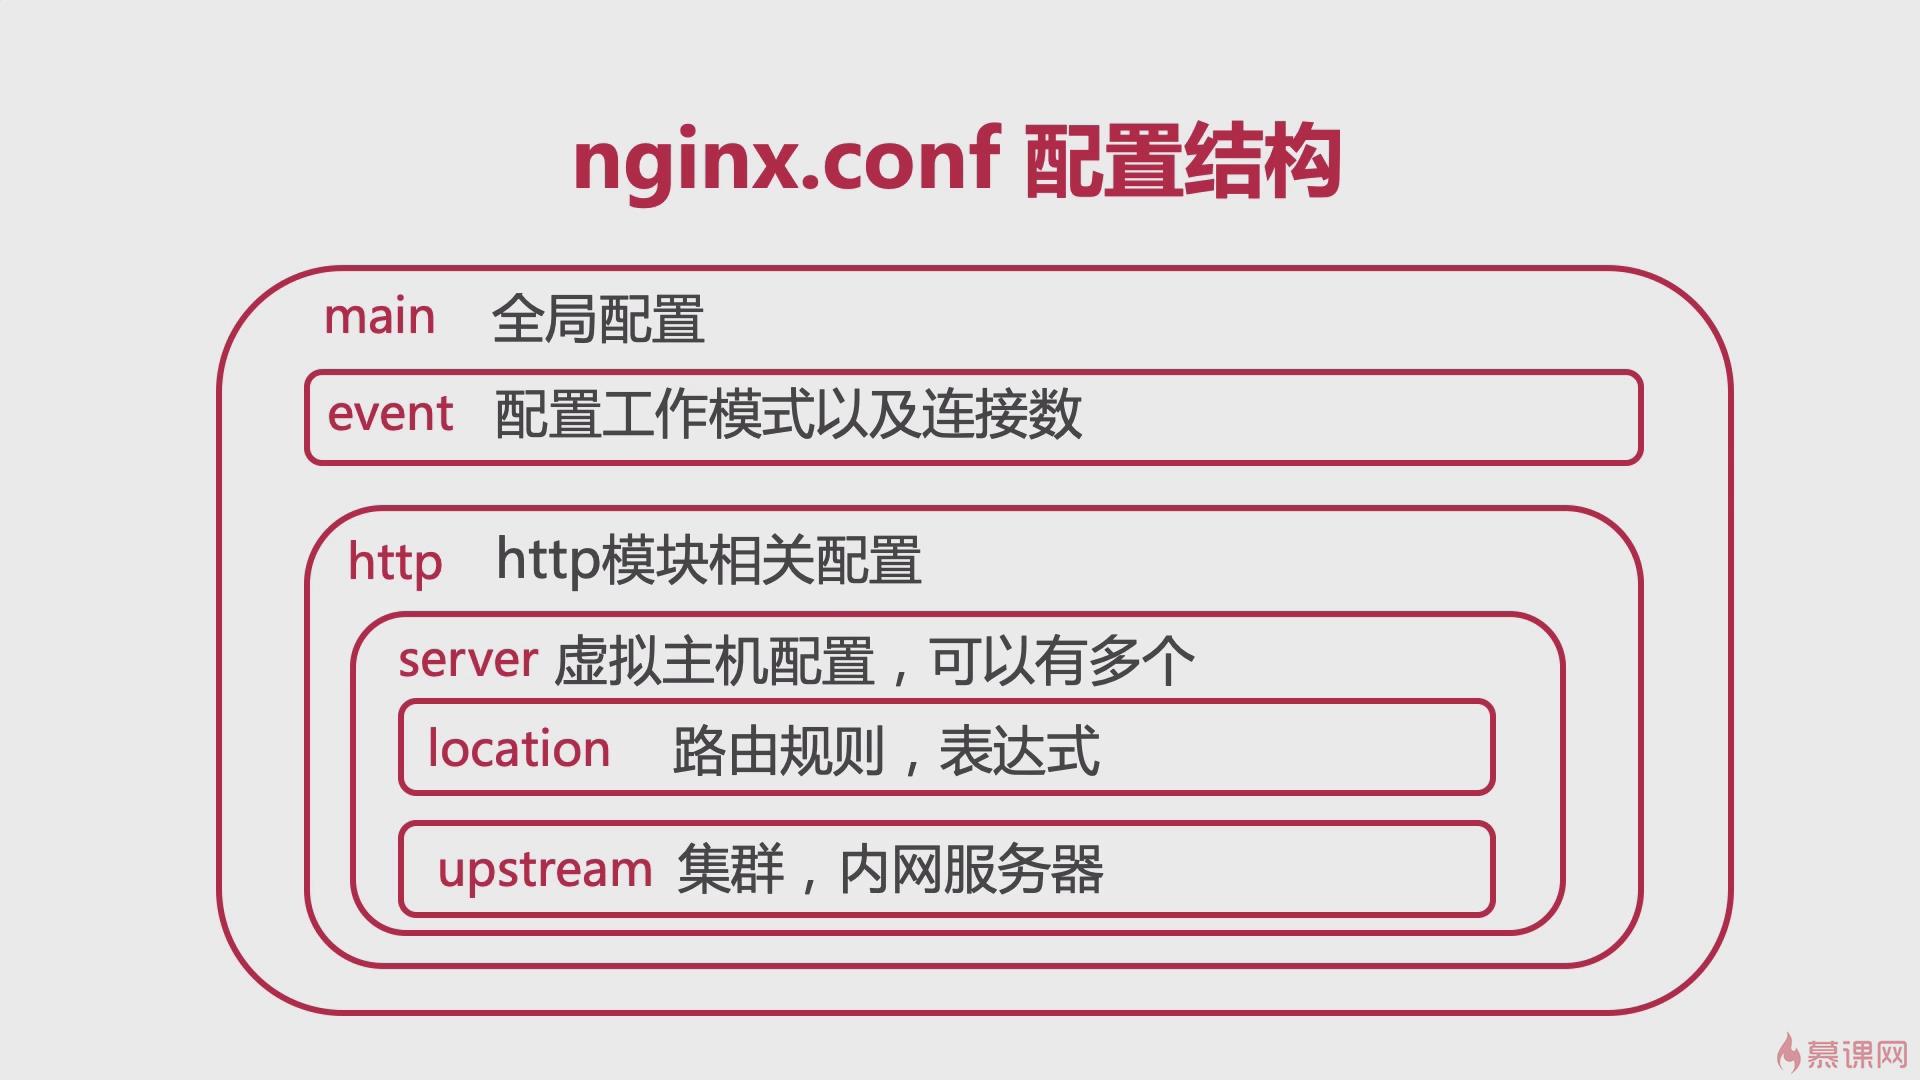 nginx.conf 配置结构
main 全局配置
event 配置工作模式以及连接数
http http模块相关配置
server 虚拟主机配置，可以有多个
location 路由规则，表达式
upstream 集群，内网服务器
慕课网